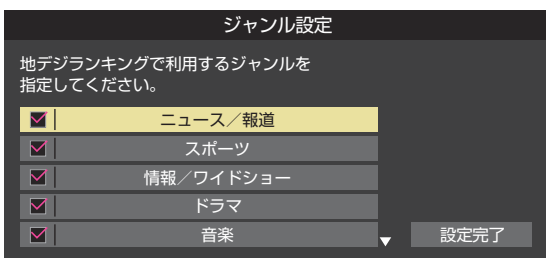 ジャンル設定
地デジランキングで利用するジャンルを
指定してください。
ニュース／報道
スポーツ
情報／ワイドショー
ドラマ
音楽
設定完了